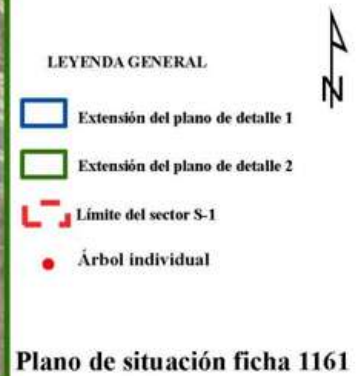 N
LEYENDA GENERAL
Extensión del plano de detalle 1
Extensión del plano de detalle 2
Límite del sector S-1
Árbol individual
Plano de situación ficha 1161